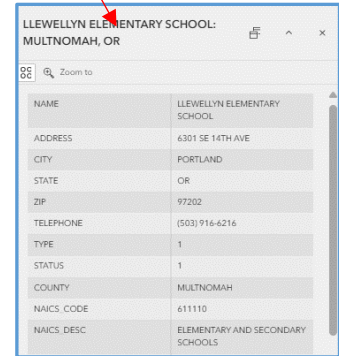 LLEWELLYN ELEMENTARY SCHOOL:
MULTNOMAH, OR
Zoom to
NAME LLEWELLYN ELEMENTARY
SCHOOL
ADDRESS 6301 SE 14TH AVE
CITY PORTLAND
STATE OR
ZIP 97202
TELEPHONE (503) 916-6216
TYPE 1
STATUS 1
COUNTY MULTNOMAH
NAICS_CODE 611110
NAICS_DESC ELEMENTARY AND SECONDARY
SCHOOLS